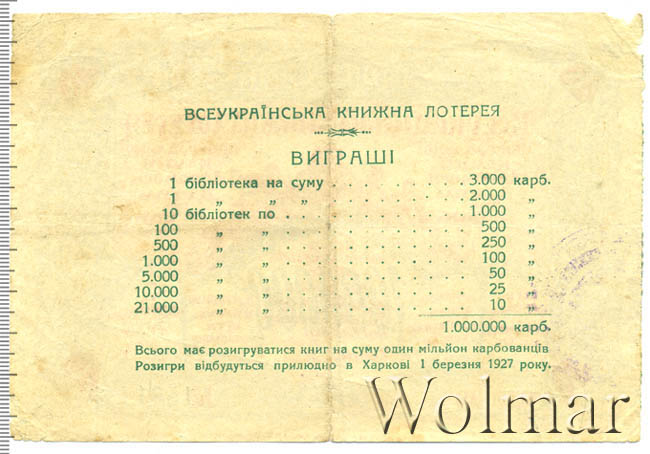 ВСЕУКРАЇНСЬКА КНИЖНА ЛОТЕРЕЯ
ВИГРАШІ
1 бібліотека на суму . . . . . . . . . . . 3.000 карб.
1 „ „ „ . . . . . . . . . . . 2.000 „
10 бібліотек по . . . . . . . . . . . . . 1.000 „
100 „ „ . . . . . . . . . . . . . 500 „
500 „ „ . . . . . . . . . . . . . 250 „
1.000 „ „ . . . . . . . . . . . . . 100 „
5.000 „ „ . . . . . . . . . . . . . 50 „
10.000 „ „ . . . . . . . . . . . . . 25 „
21.000 „ „ . . . . . . . . . . . . . 10 „
1.000.000 карб.
Всього має розигруватися книг на суму один мільйон карбованців
Розигри відбудуться прилюдно в Харкові 1 березня 1927 року.
Wolmar